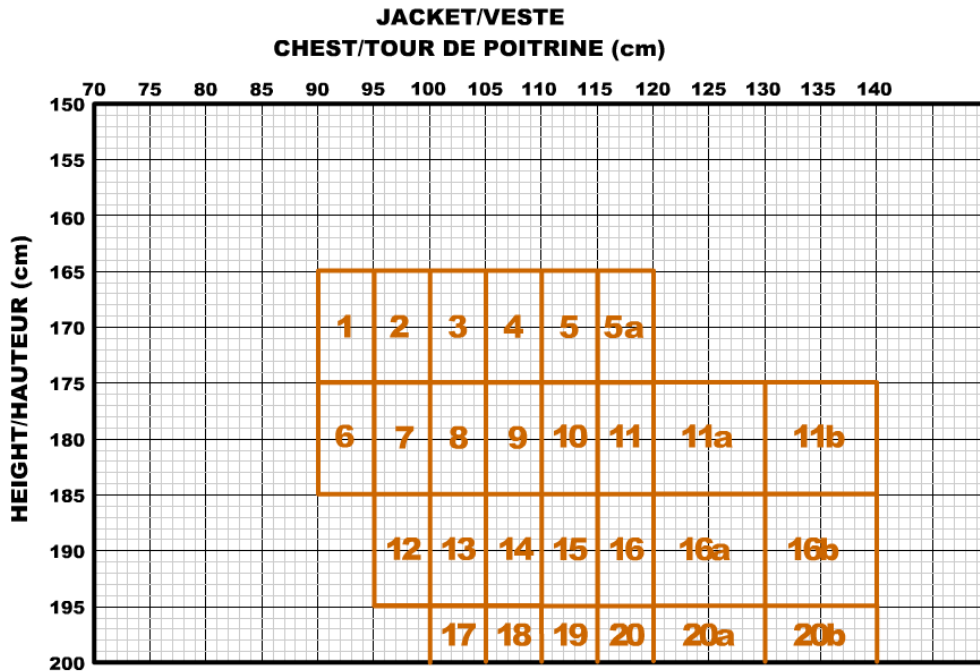 JACKET/VESTE
CHEST/TOUR DE POITRINE (cm)
70 75 80 85 90 95 100 105 110 115 120 125 130 135 140
HEIGHT/HAUTEUR (cm)
150
155
160
165
170 1 2 3 4 5 5a
175
180 6 7 8 9 10 11 11a 11b
185
190 12 13 14 15 16 16a 16b
195
17 18 19 20 20a 20b
200